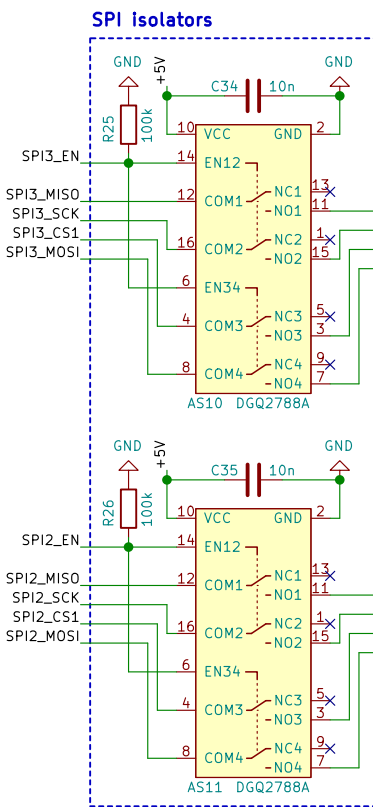 SPI isolators
GND
+5V
C34 10n
GND
R25 100k
10 VCC GND 2
SPI3_EN 14 EN12
SPI3_MISO 12 COM1 NC1 13
NO1 11
SPI3_SCK 16 COM2 NC2 1
SPI3_CS1 NO2 15
SPI3_MOSI
6 EN34
4 COM3 NC3 5
NO3 3
8 COM4 NC4 9
NO4 7
AS10 DGQ2788A
GND
+5V
C35 10n
GND
R26 100k
10 VCC GND 2
SPI2_EN 14 EN12
SPI2_MISO 12 COM1 NC1 13
NO1 11
SPI2_SCK 16 COM2 NC2 1
SPI2_CS1 NO2 15
SPI2_MOSI
6 EN34
4 COM3 NC3 5
NO3 3
8 COM4 NC4 9
NO4 7
AS11 DGQ2788A